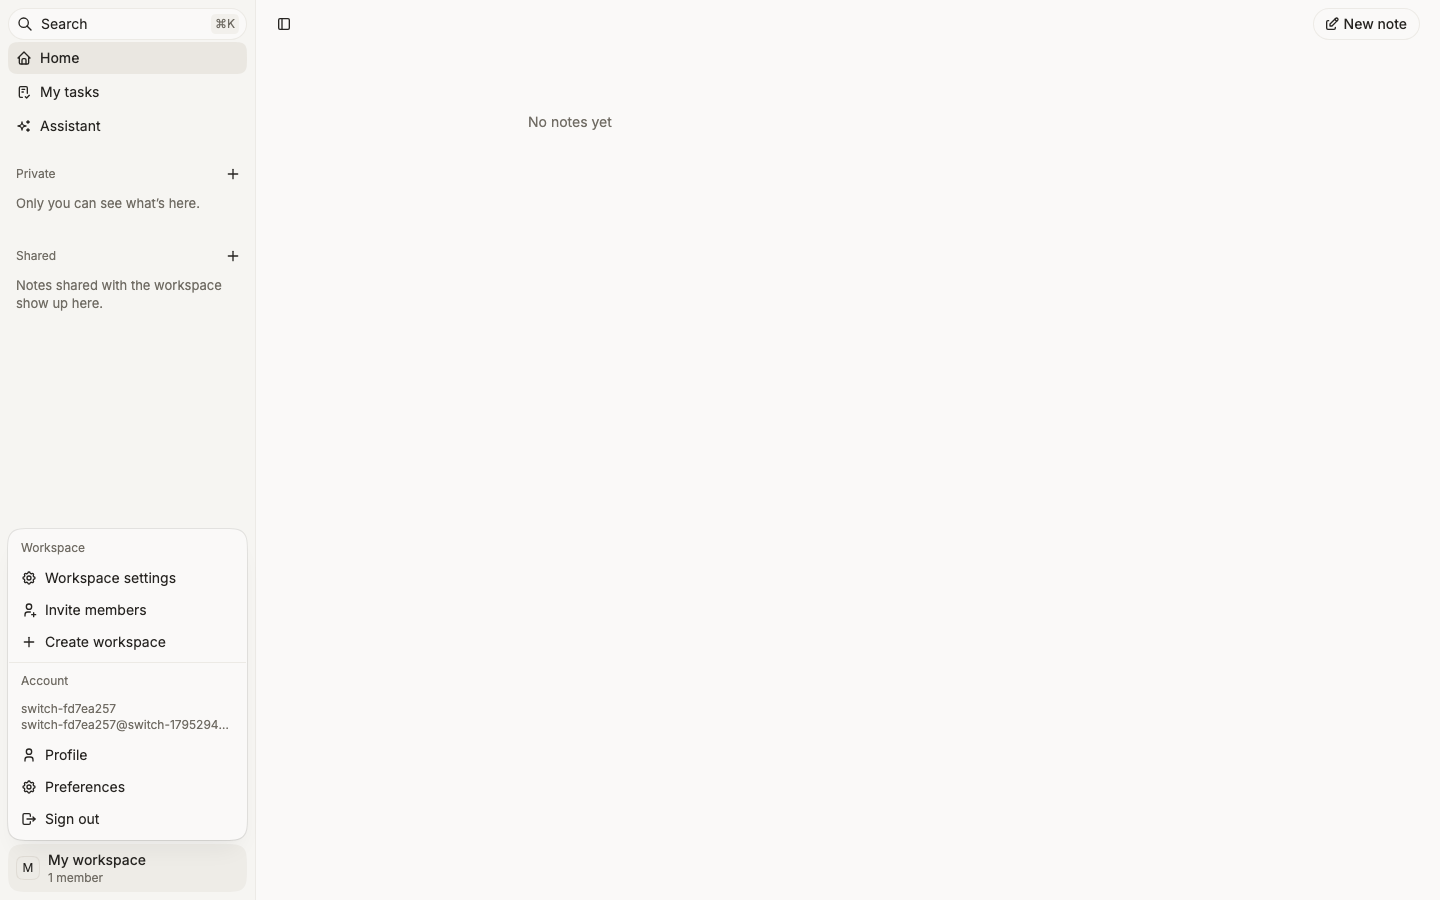 Search ⌘K
New note
Home
My tasks
Assistant
No notes yet
Private
Only you can see what’s here.
Shared
Notes shared with the workspace
show up here.
Workspace
Workspace settings
Invite members
Create workspace
Account
switch-fd7ea257
switch-fd7ea257@switch-1795294…
Profile
Preferences
Sign out
M
My workspace
1 member